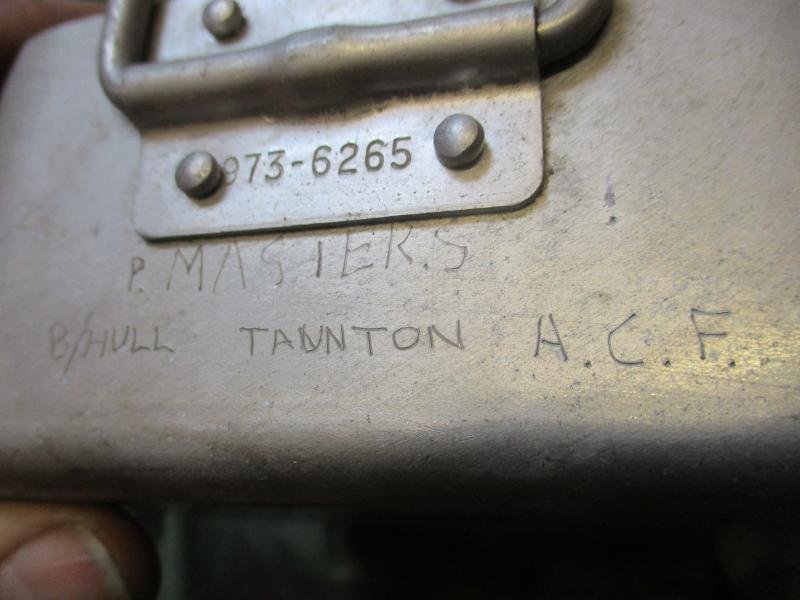 973-6265
P. MASTERS
B/HULL TAUNTON A.C.F.